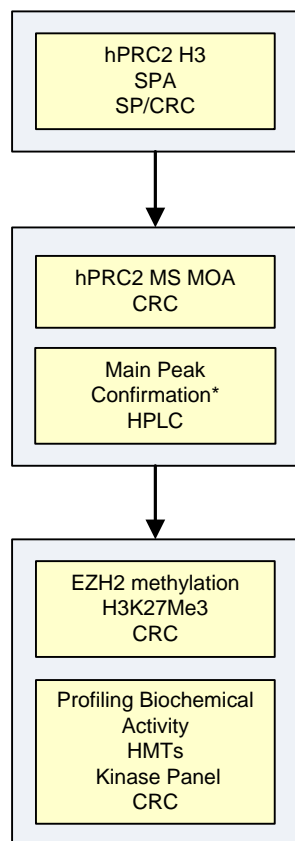 hPRC2 H3
SPA
SP/CRC
hPRC2 MS MOA
CRC
Main Peak
Confirmation*
HPLC
EZH2 methylation
H3K27Me3
CRC
Profiling Biochemical
Activity
HMTs
Kinase Panel
CRC